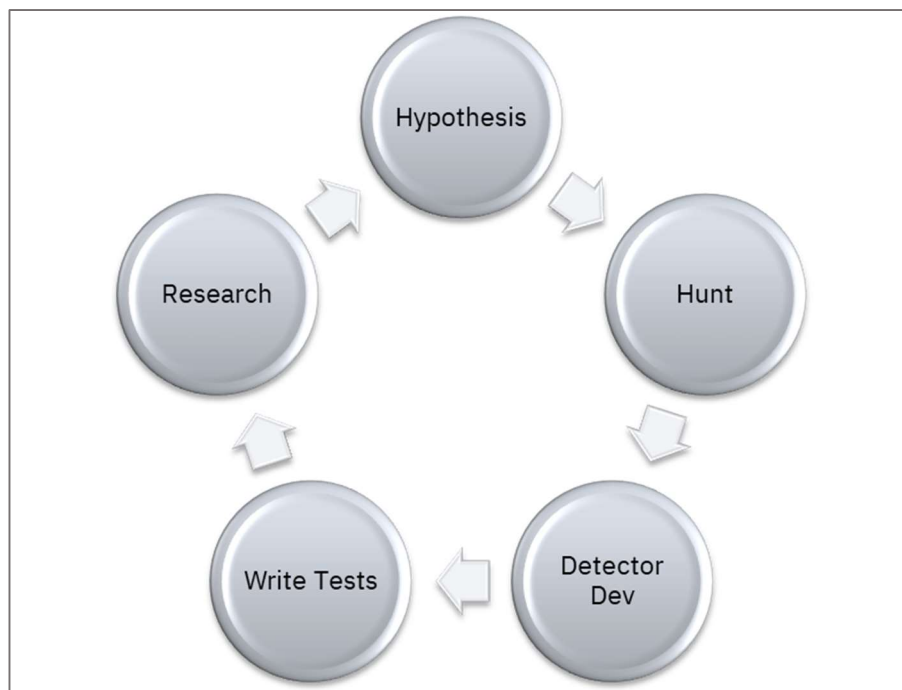 Hypothesis
Hunt
Detector
Dev
Write Tests
Research